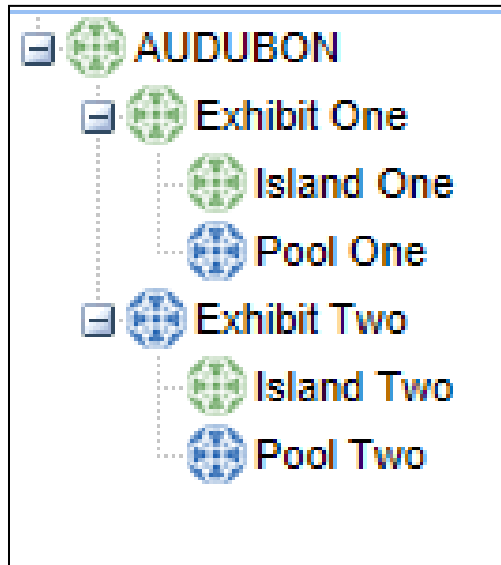 AUDUBON
Exhibit One
Island One
Pool One
Exhibit Two
Island Two
Pool Two